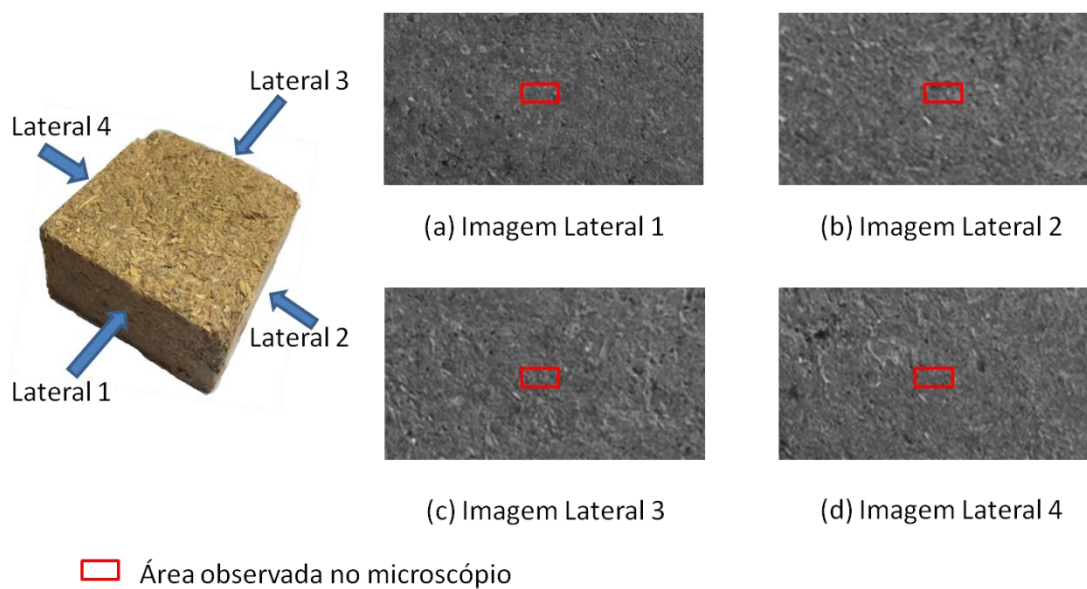 Lateral 3
Lateral 4
Lateral 2
Lateral 1
(a) Imagem Lateral 1
(b) Imagem Lateral 2
(c) Imagem Lateral 3
(d) Imagem Lateral 4
Área observada no microscópio